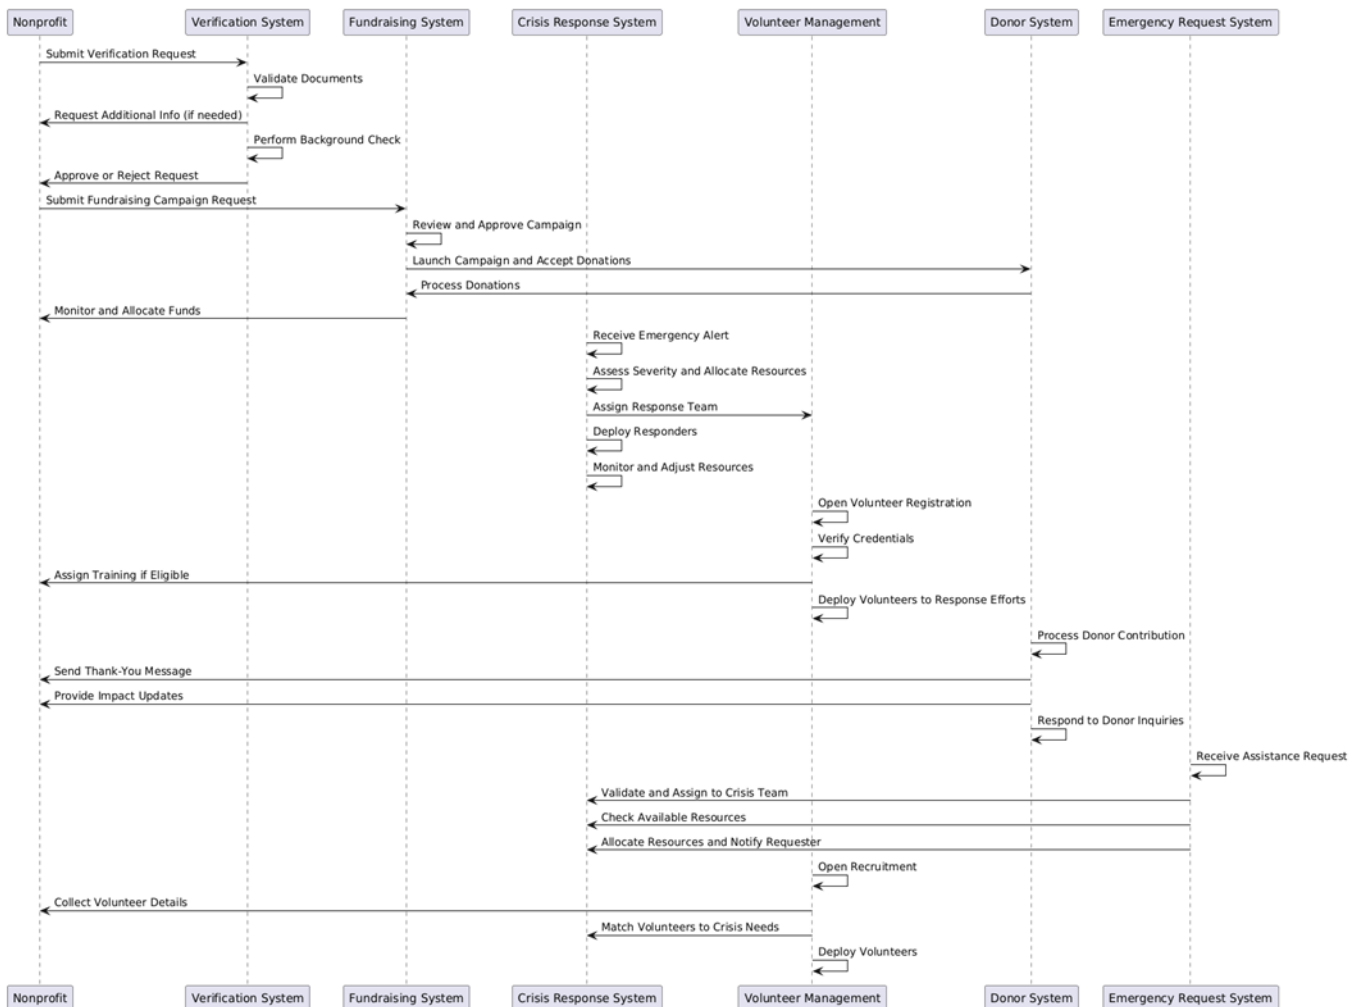 Nonprofit
Verification System
Fundraising System
Crisis Response System
Volunteer Management
Donor System
Emergency Request System
Submit Verification Request
Validate Documents
Request Additional Info (if needed)
Perform Background Check
Approve or Reject Request
Submit Fundraising Campaign Request
Review and Approve Campaign
Launch Campaign and Accept Donations
Process Donations
Monitor and Allocate Funds
Receive Emergency Alert
Assess Severity and Allocate Resources
Assign Response Team
Deploy Responders
Monitor and Adjust Resources
Open Volunteer Registration
Verify Credentials
Assign Training if Eligible
Deploy Volunteers to Response Efforts
Process Donor Contribution
Send Thank-You Message
Provide Impact Updates
Respond to Donor Inquiries
Receive Assistance Request
Validate and Assign to Crisis Team
Check Available Resources
Allocate Resources and Notify Requester
Open Recruitment
Collect Volunteer Details
Match Volunteers to Crisis Needs
Deploy Volunteers
Nonprofit
Verification System
Fundraising System
Crisis Response System
Volunteer Management
Donor System
Emergency Request System